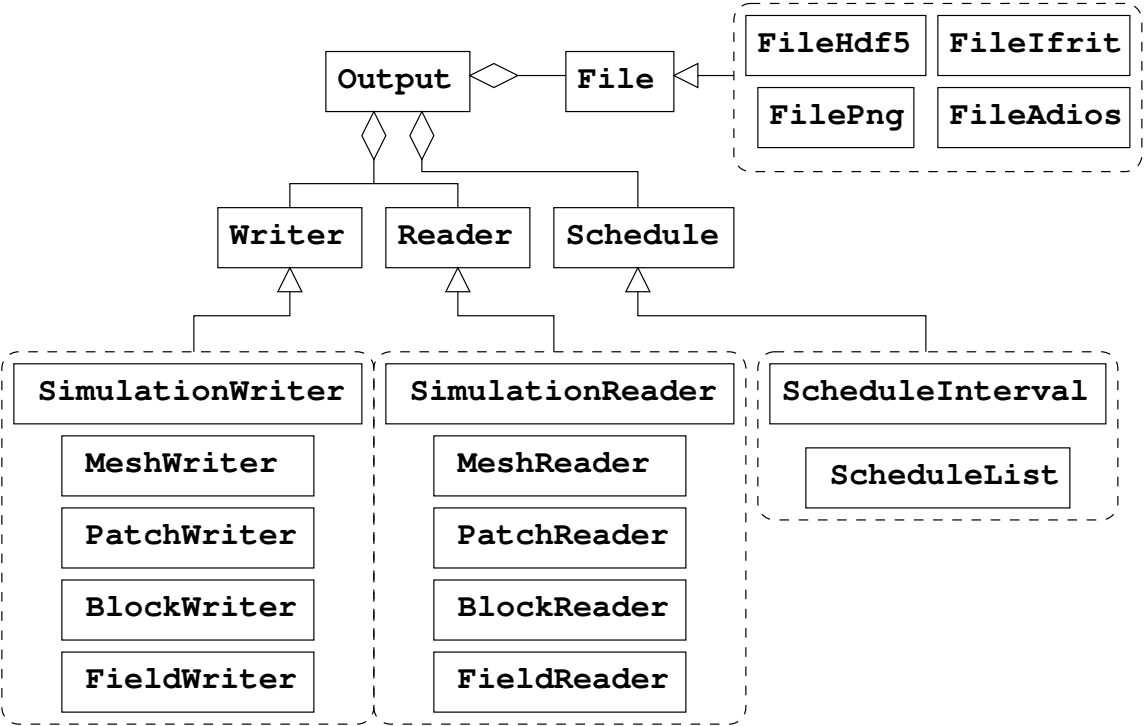 FileHdf5
FileIfrit
Output
File
FilePng
FileAdios
Writer
Reader
Schedule
SimulationWriter
SimulationReader
ScheduleInterval
MeshWriter
MeshReader
ScheduleList
PatchWriter
PatchReader
BlockWriter
BlockReader
FieldWriter
FieldReader